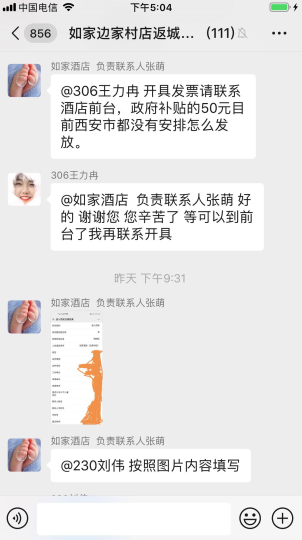 中国电信 下午5:04
856 如家边家村店返城... (111)
如家酒店 负责联系人张萌
@306王力冉 开具发票请联系
酒店前台，政府补贴的50元目
前西安市都没有安排怎么发
放。
306王力冉
@如家酒店 负责联系人张萌 好
的 谢谢您 您辛苦了 等可以到前
台了我再联系开具
昨天 下午9:31
如家酒店 负责联系人张萌
如家酒店 负责联系人张萌
@230刘伟 按照图片内容填写